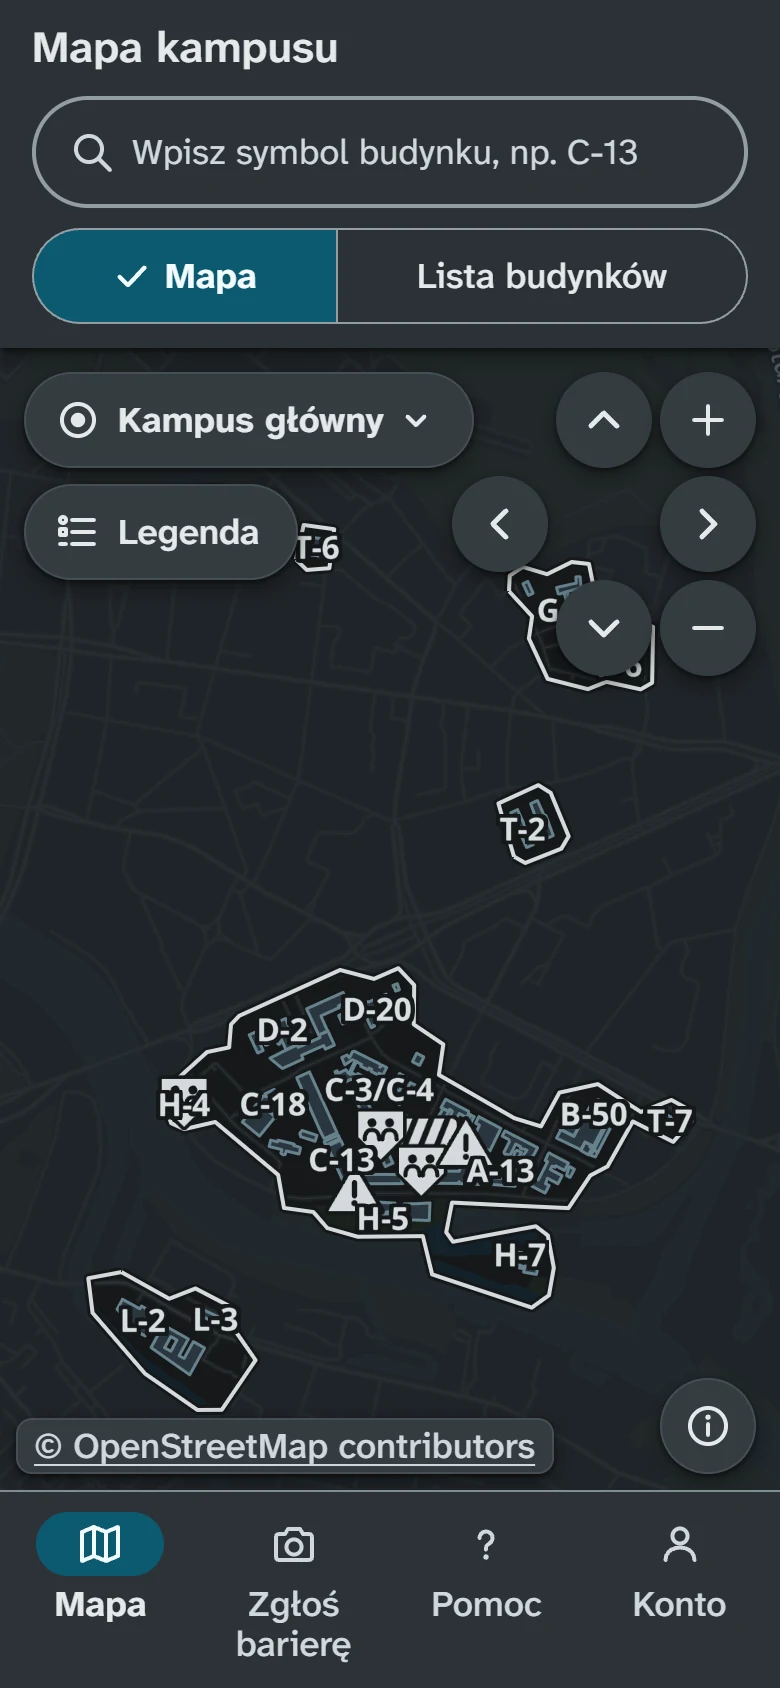 Mapa kampusu
Wpisz symbol budynku, np. C-13
Mapa
Lista budynków
Kampus główny
Legenda
T-6
G
6
T-2
D-20
D-2
C-3/C-4
H-4
C-18
B-50
T-7
C-13
A-13
H-5
H-7
L-2
L-3
© OpenStreetMap contributors
Mapa
Zgłoś
barierę
Pomoc
Konto